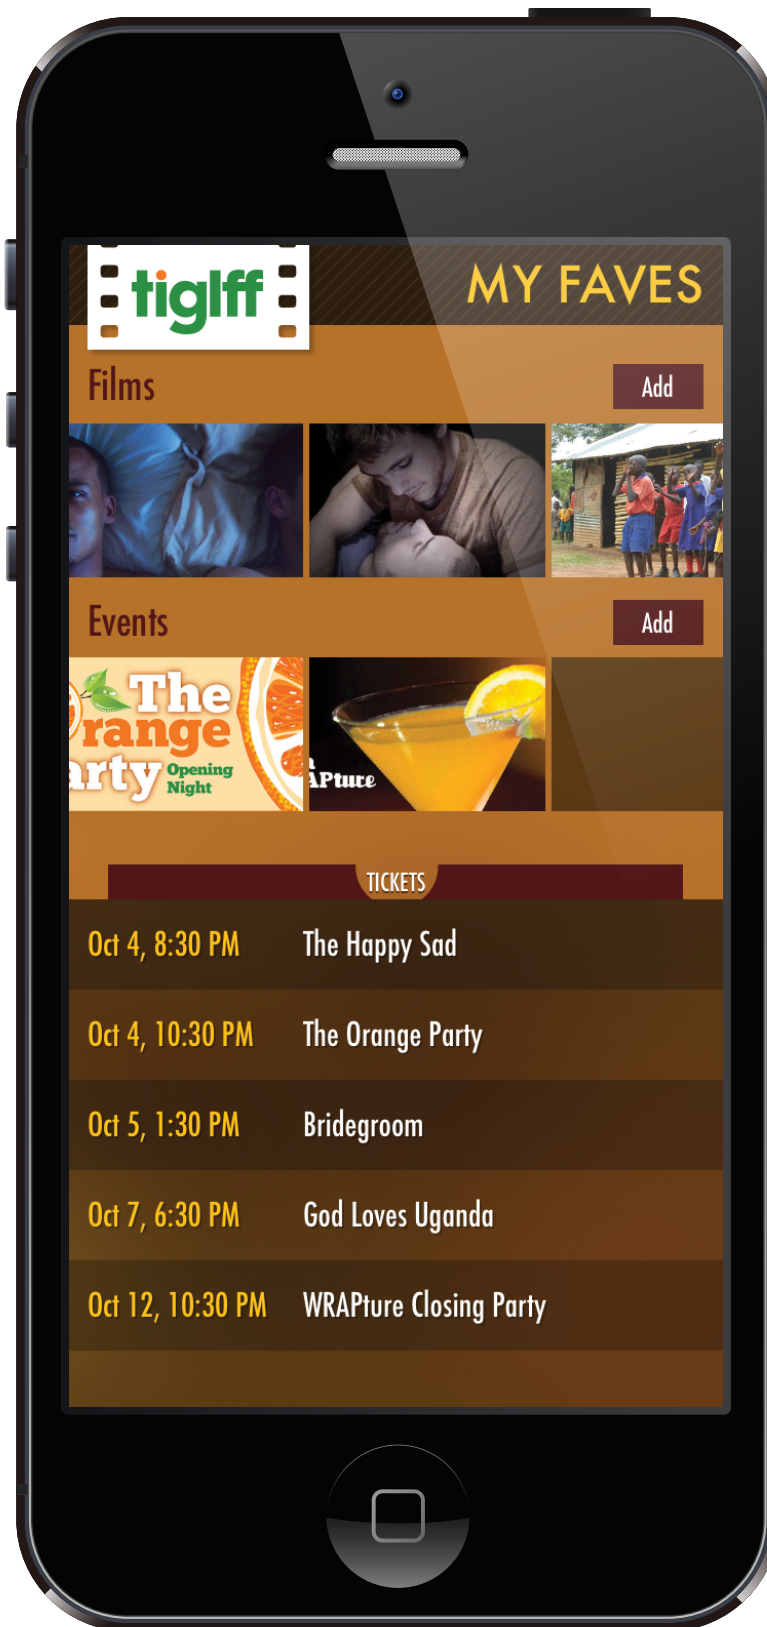 tiglff
MY FAVES
Films
Add
Events
Add
The
range
arty
Opening
Night
APture
TICKETS
Oct 4, 8:30 PM The Happy Sad
Oct 4, 10:30 PM The Orange Party
Oct 5, 1:30 PM Bridegroom
Oct 7, 6:30 PM God Loves Uganda
Oct 12, 10:30 PM WRAPture Closing Party